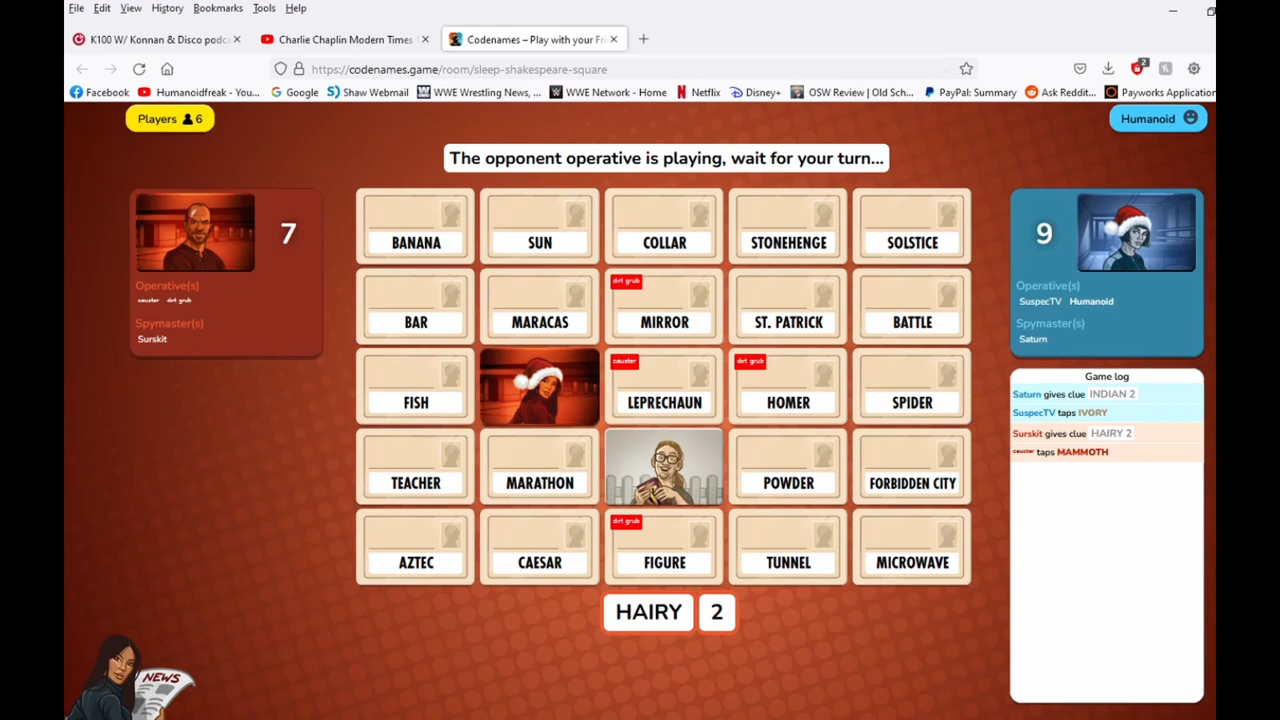 File Edit View History Bookmarks Tools Help
K100 W/ Konnan & Disco podca Charlie Chaplin Modern Times Codenames – Play with your Fri
https://codenames.game/room/sleep-shakespeare-square 2
Facebook Humanoidfreak - You... Google Shaw Webmail WWE Wrestling News, ... WWE Network - Home Netflix Disney+ OSW Review | Old Sch... PayPal: Summary Ask Reddit... Payworks Application
Players 6
Humanoid
The opponent operative is playing, wait for your turn...
7
Operative(s)
causter dirt grub
Spymaster(s)
Surskit
BANANA SUN COLLAR STONEHENGE SOLSTICE
dirt grub
BAR MARACAS MIRROR ST. PATRICK BATTLE
causter dirt grub
FISH LEPRECHAUN HOMER SPIDER
TEACHER MARATHON POWDER FORBIDDEN CITY
dirt grub
AZTEC CAESAR FIGURE TUNNEL MICROWAVE
HAIRY 2
9
Operative(s)
SuspecTV Humanoid
Spymaster(s)
Saturn
Game log
Saturn gives clue INDIAN 2
SuspecTV taps IVORY
Surskit gives clue HAIRY 2
causter taps MAMMOTH
NEWS